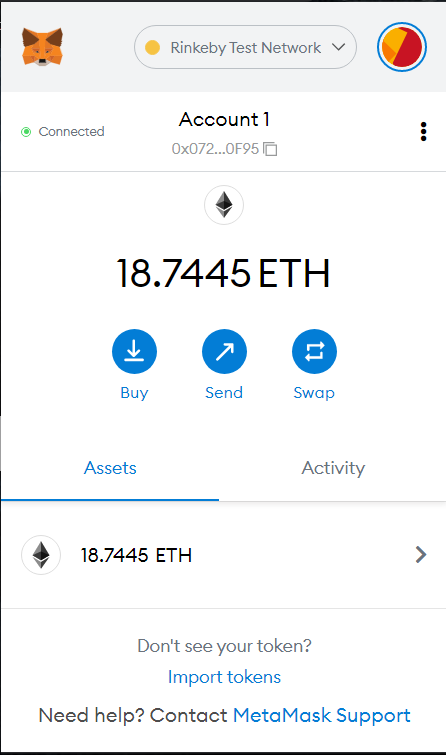 Rinkeby Test Network
Connected
Account 1
0x072...0F95
18.7445 ETH
Buy Send Swap
Assets Activity
18.7445 ETH
Don't see your token?
Import tokens
Need help? Contact MetaMask Support